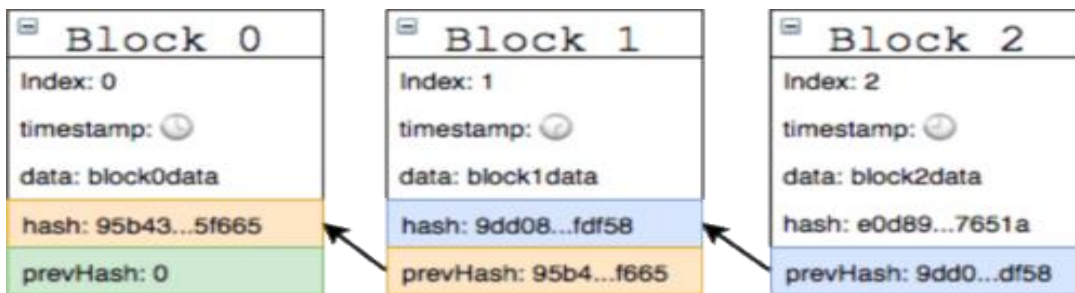 Block 0
Index: 0
timestamp:
data: block0data
hash: 95b43...5f665
prevHash: 0
Block 1
Index: 1
timestamp:
data: block1data
hash: 9dd08...fdf58
prevHash: 95b4...f665
Block 2
Index: 2
timestamp:
data: block2data
hash: e0d89...7651a
prevHash: 9dd0...df58